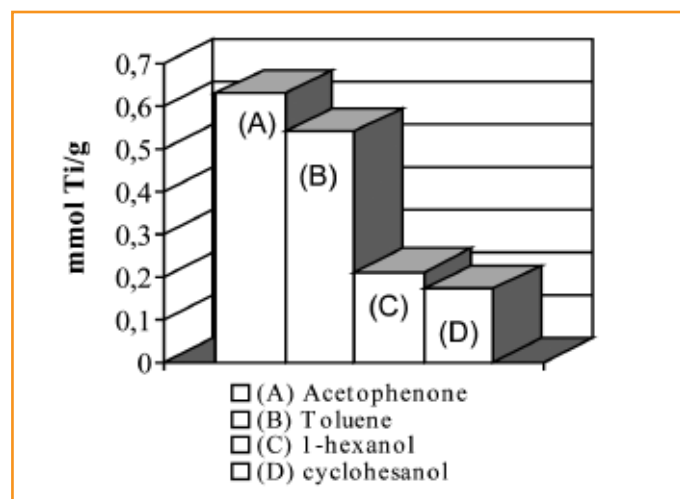 mmol Ti/g
0,7
0,6
0,5
0,4
0,3
0,2
0,1
0
(A)
(B)
(C)
(D)
(A) Acetophenone
(B) Toluene
(C) 1-hexanol
(D) cyclohesanol